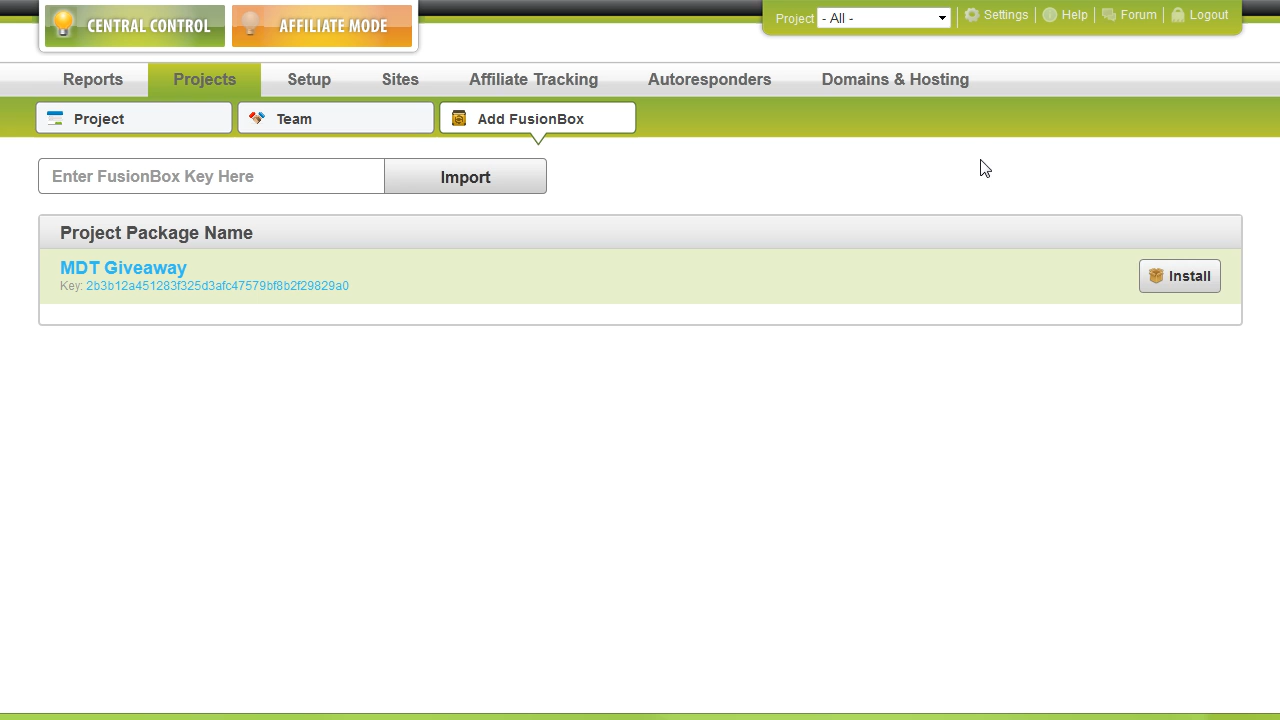 CENTRAL CONTROL
AFFILIATE MODE
Project - All - Settings Help Forum Logout
Reports Projects Setup Sites Affiliate Tracking Autoresponders Domains & Hosting
Project Team Add FusionBox
Enter FusionBox Key Here Import
Project Package Name
MDT Giveaway
Key: 2b3b12a451283f325d3afc47579bf8b2f29829a0
Install